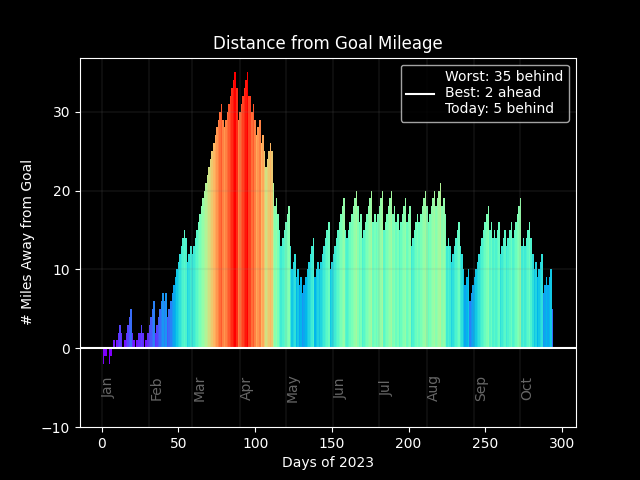 Distance from Goal Mileage
Worst: 35 behind
Best: 2 ahead
Today: 5 behind
# Miles Away from Goal
30
20
10
0
−10
Jan
Feb
Mar
Apr
May
Jun
Jul
Aug
Sep
Oct
0
50
100
150
200
250
300
Days of 2023